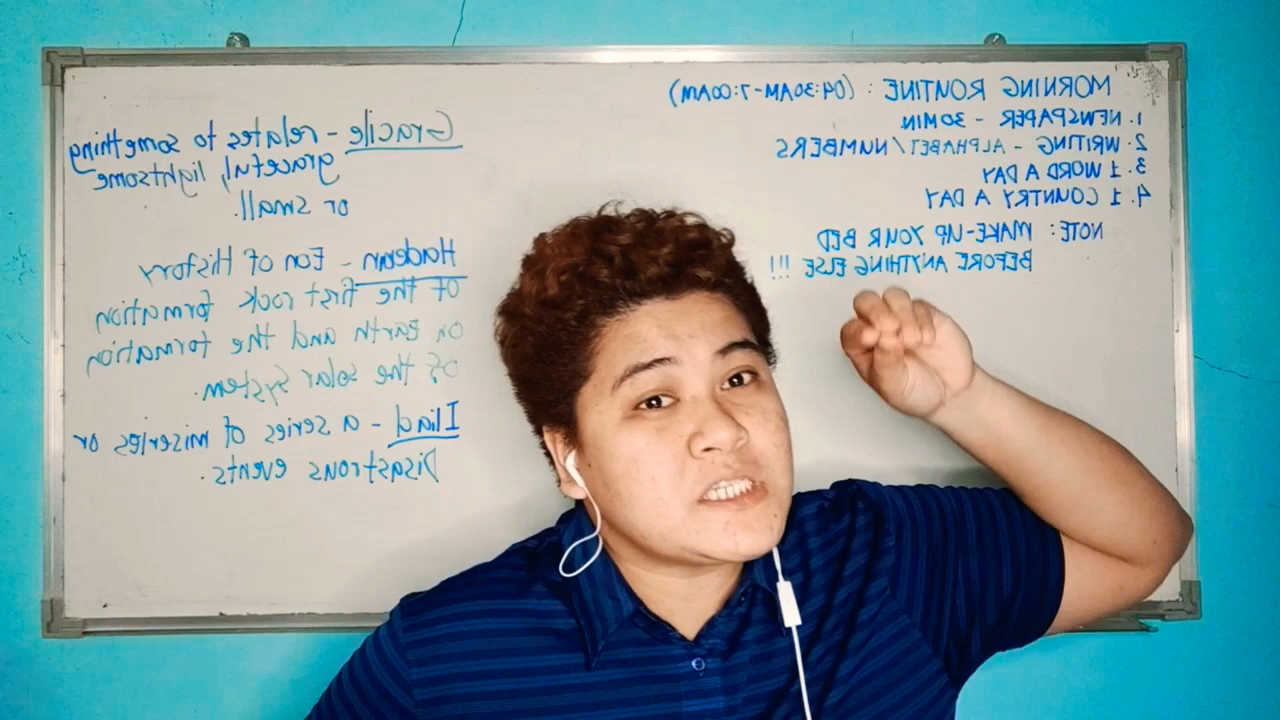 MORNING ROUTINE : (04:30AM-7:00AM)
1. NEWSPAPER - 30MIN
2. WRITING - ALPHABET/NUMBERS
3. 1 WORD A DAY
4. 1 COUNTRY A DAY
NOTE: MAKE-UP YOUR BED
BEFORE ANYTHING ELSE !!!
Gracile - relates to something
graceful, lightsome
or small.
Hadean - Eon of History
of the first rock formation
on Earth and the formation
of the solar system.
Iliad - a series of miseries or
Disastrous events.